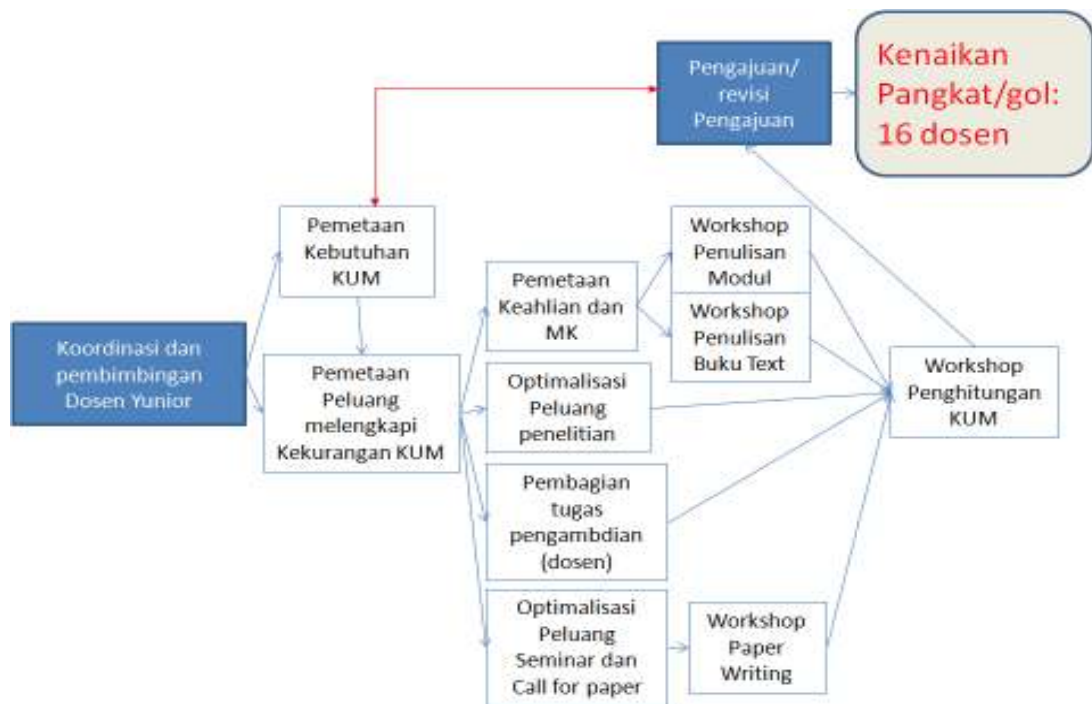 Pengajuan/
revisi
Pengajuan
Kenaikan
Pangkat/gol:
16 dosen
Koordinasi dan
pembimbingan
Dosen Yunior
Pemetaan
Kebutuhan
KUM
Pemetaan
Peluang
melengkapi
Kekurangan KUM
Pemetaan
Keahlian dan
MK
Workshop
Penulisan
Modul
Workshop
Penulisan
Buku Text
Optimalisasi
Peluang
penelitian
Pembagian
tugas
pengambdian
(dosen)
Optimalisasi
Peluang
Seminar dan
Call for paper
Workshop
Paper
Writing
Workshop
Penghitungan
KUM